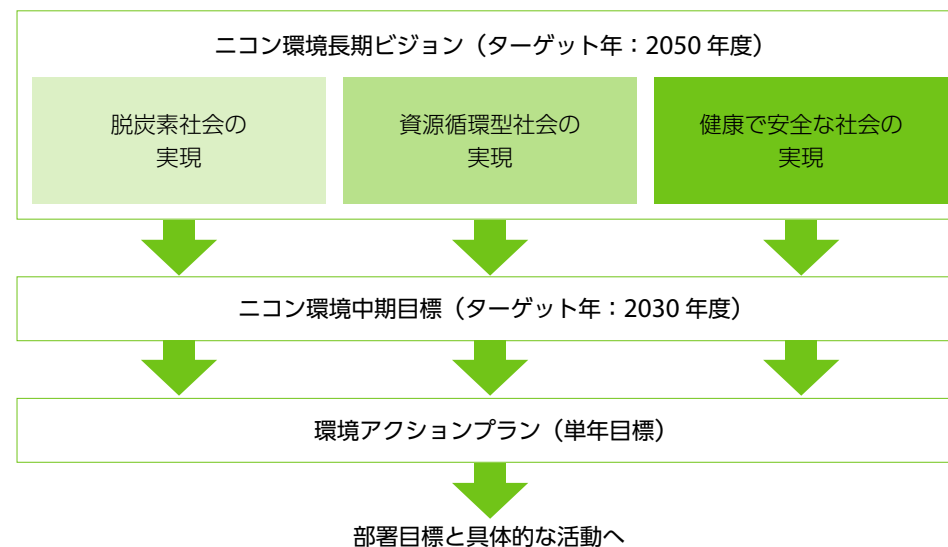 ニコン環境長期ビジョン（ターゲット年：2050 年度）
脱炭素社会の
実現
資源循環型社会の
実現
健康で安全な社会の
実現
ニコン環境中期目標（ターゲット年：2030 年度）
環境アクションプラン（単年目標）
部署目標と具体的な活動へ